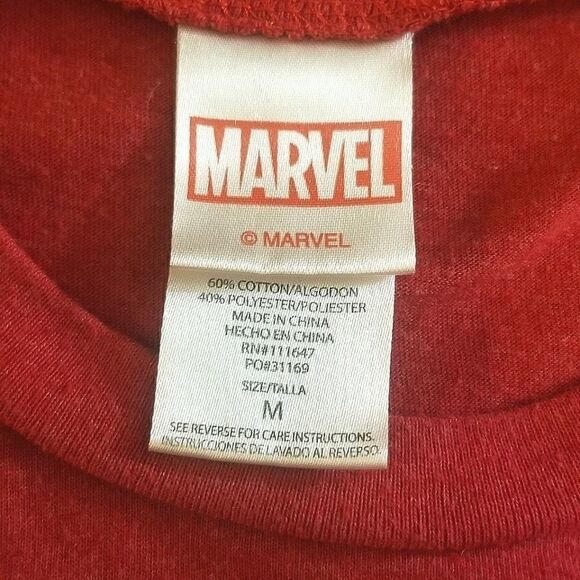 MARVEL
© MARVEL
60% COTTON/ALGODON
40% POLYESTER/POLIESTER
MADE IN CHINA
HECHO EN CHINA
RN#111647
PO#31169
SIZE/TALLA
M
SEE REVERSE FOR CARE INSTRUCTIONS.
INSTRUCCIONES DE LAVADO AL REVERSO.